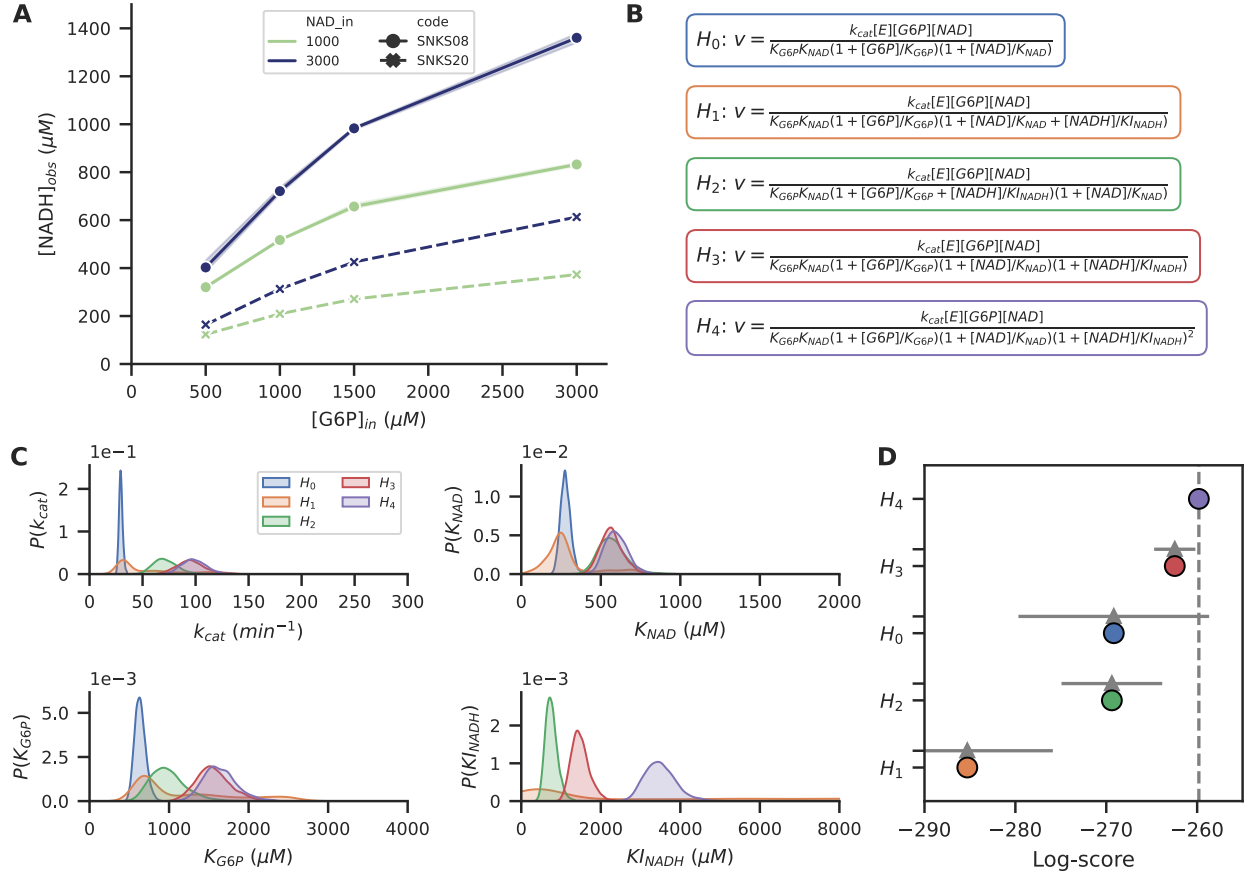 A
NAD_in
code
1000
SNKS08
3000
SNKS20
[NADH]obs (μM)
1400
1200
1000
800
600
400
200
0
0 500 1000 1500 2000 2500 3000
[G6P]in (μM)
B
H0: v = kcat[E][G6P][NAD] / KG6PKNAD(1 + [G6P]/KG6P)(1 + [NAD]/KNAD)
H1: v = kcat[E][G6P][NAD] / KG6PKNAD(1 + [G6P]/KG6P)(1 + [NAD]/KNAD + [NADH]/KINADH)
H2: v = kcat[E][G6P][NAD] / KG6PKNAD(1 + [G6P]/KG6P + [NADH]/KINADH)(1 + [NAD]/KNAD)
H3: v = kcat[E][G6P][NAD] / KG6PKNAD(1 + [G6P]/KG6P)(1 + [NAD]/KNAD)(1 + [NADH]/KINADH)
H4: v = kcat[E][G6P][NAD] / KG6PKNAD(1 + [G6P]/KG6P)(1 + [NAD]/KNAD)(1 + [NADH]/KINADH)²
C
1e−1
P(kcat)
2
1
0
H0
H1
H2
H3
H4
0 50 100 150 200 250 300
kcat (min⁻¹)
1e−2
P(KNAD)
1.0
0.5
0.0
0 500 1000 1500 2000
KNAD (μM)
1e−3
P(KG6P)
5.0
2.5
0.0
0 1000 2000 3000 4000
KG6P (μM)
1e−3
P(KINADH)
2
1
0
0 2000 4000 6000 8000
KINADH (μM)
D
H4
H3
H0
H2
H1
−290 −280 −270 −260
Log-score